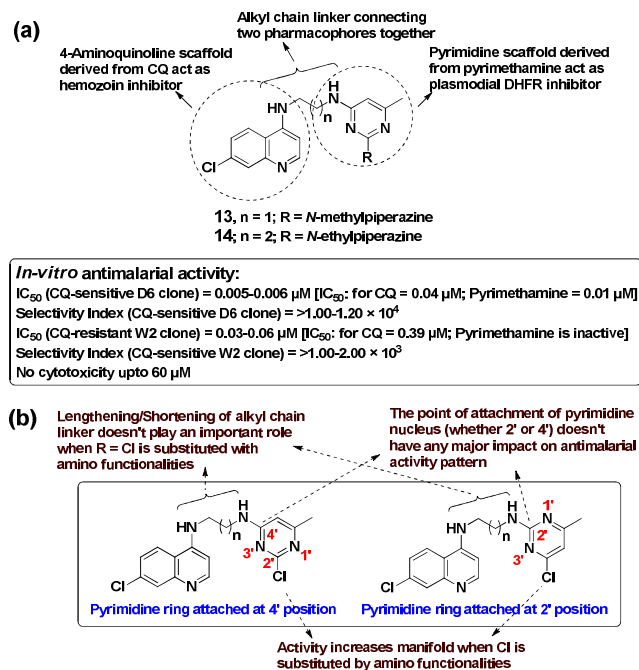 (a)
Alkyl chain linker connecting
two pharmacophores together
4-Aminoquinoline scaffold
derived from CQ act as
hemozoin inhibitor
Pyrimidine scaffold derived
from pyrimethamine act as
plasmodial DHFR inhibitor
HN
n
H
N
N
N
R
Cl
N
13, n = 1; R = N-methylpiperazine
14; n = 2; R = N-ethylpiperazine
In-vitro antimalarial activity:
IC50 (CQ-sensitive D6 clone) = 0.005-0.006 µM [IC50: for CQ = 0.04 µM; Pyrimethamine = 0.01 µM]
Selectivity Index (CQ-sensitive D6 clone) = >1.00-1.20 × 10⁴
IC50 (CQ-resistant W2 clone) = 0.03-0.06 µM [IC50: for CQ = 0.39 µM; Pyrimethamine is inactive]
Selectivity Index (CQ-sensitive W2 clone) = >1.00-2.00 × 10³
No cytotoxicity upto 60 µM
(b)
Lengthening/Shortening of alkyl chain
linker doesn't play an important role
when R = Cl is substituted with
amino functionalities
The point of attachment of pyrimidine
nucleus (whether 2' or 4') doesn't
have any major impact on antimalarial
activity pattern
HN
n
H
N
4'
3' N
N 1'
2'
Cl
Cl
N
Pyrimidine ring attached at 4' position
HN
n
H
N
1'
N
2'
3' N
Cl
Cl
N
Pyrimidine ring attached at 2' position
Activity increases manifold when Cl is
substituted by amino functionalities